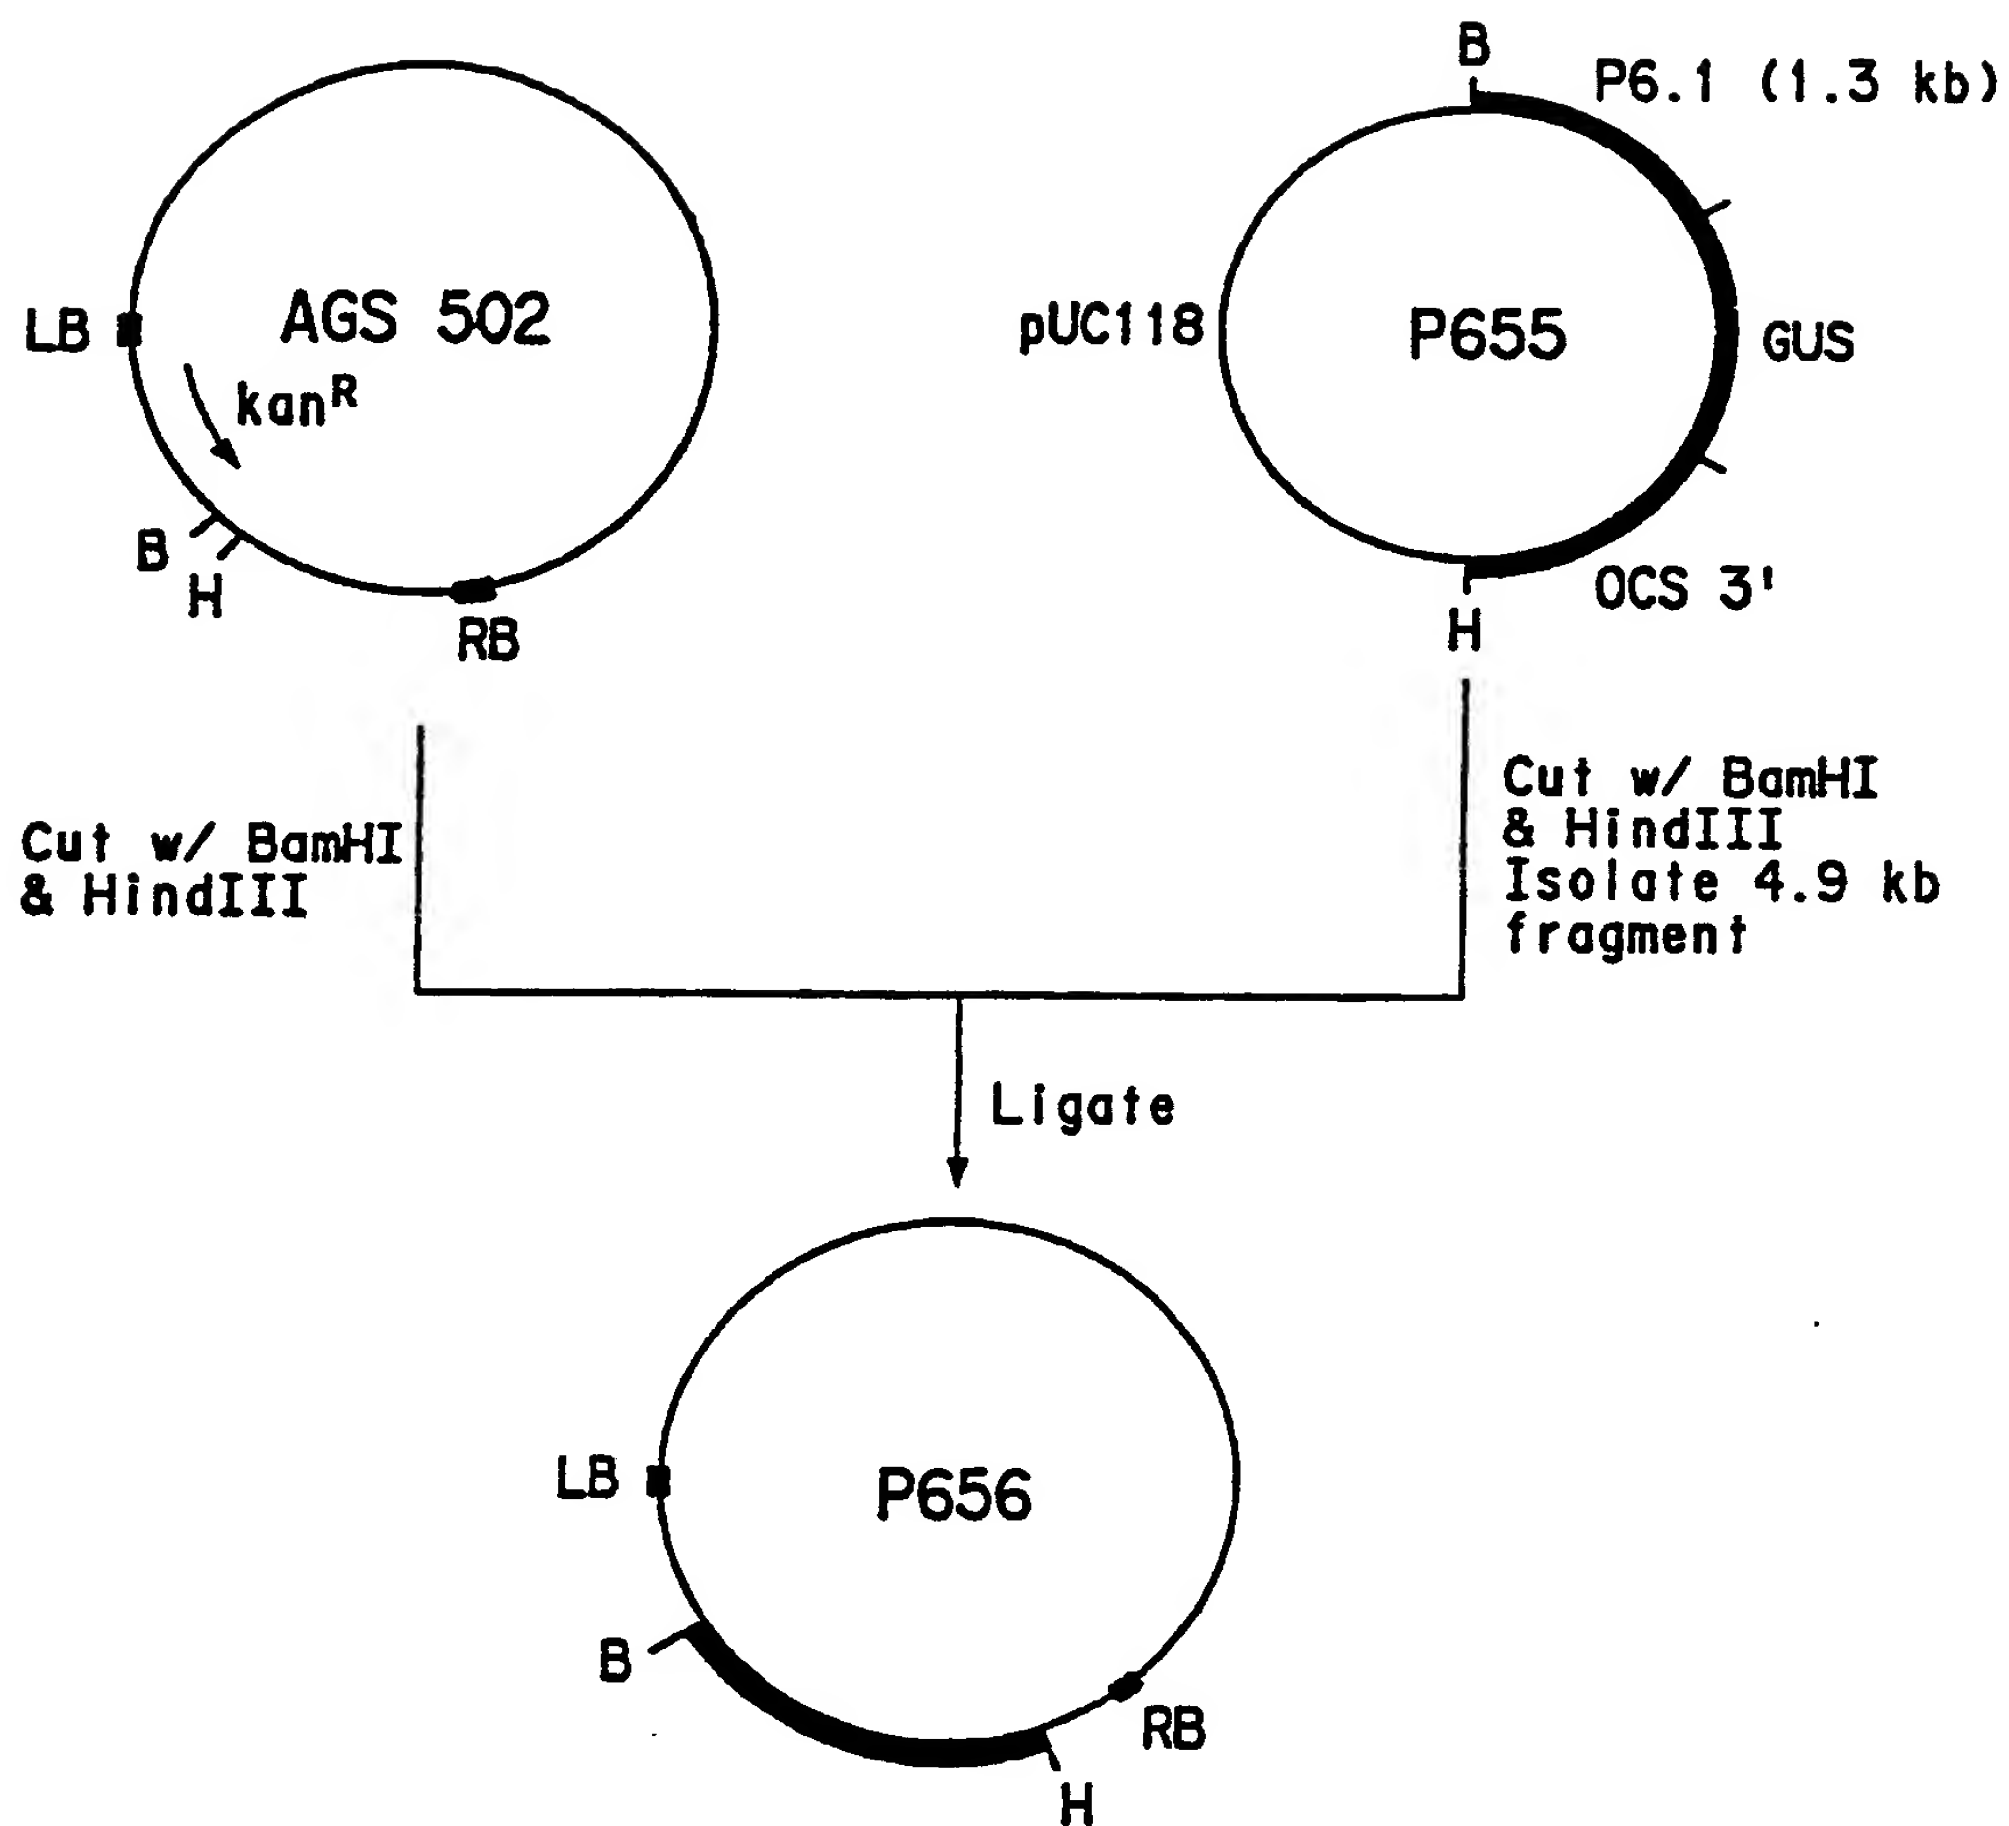 B
P6.1 (1.3 kb)
AGS 502
LB
kanR
B
H
RB
pUC118
P655
GUS
OCS 3'
H
Cut w/ BamHI
& HindIII
Cut w/ BamHI
& HindIII
Isolate 4.9 kb
fragment
Ligate
LB
P656
B
RB
H